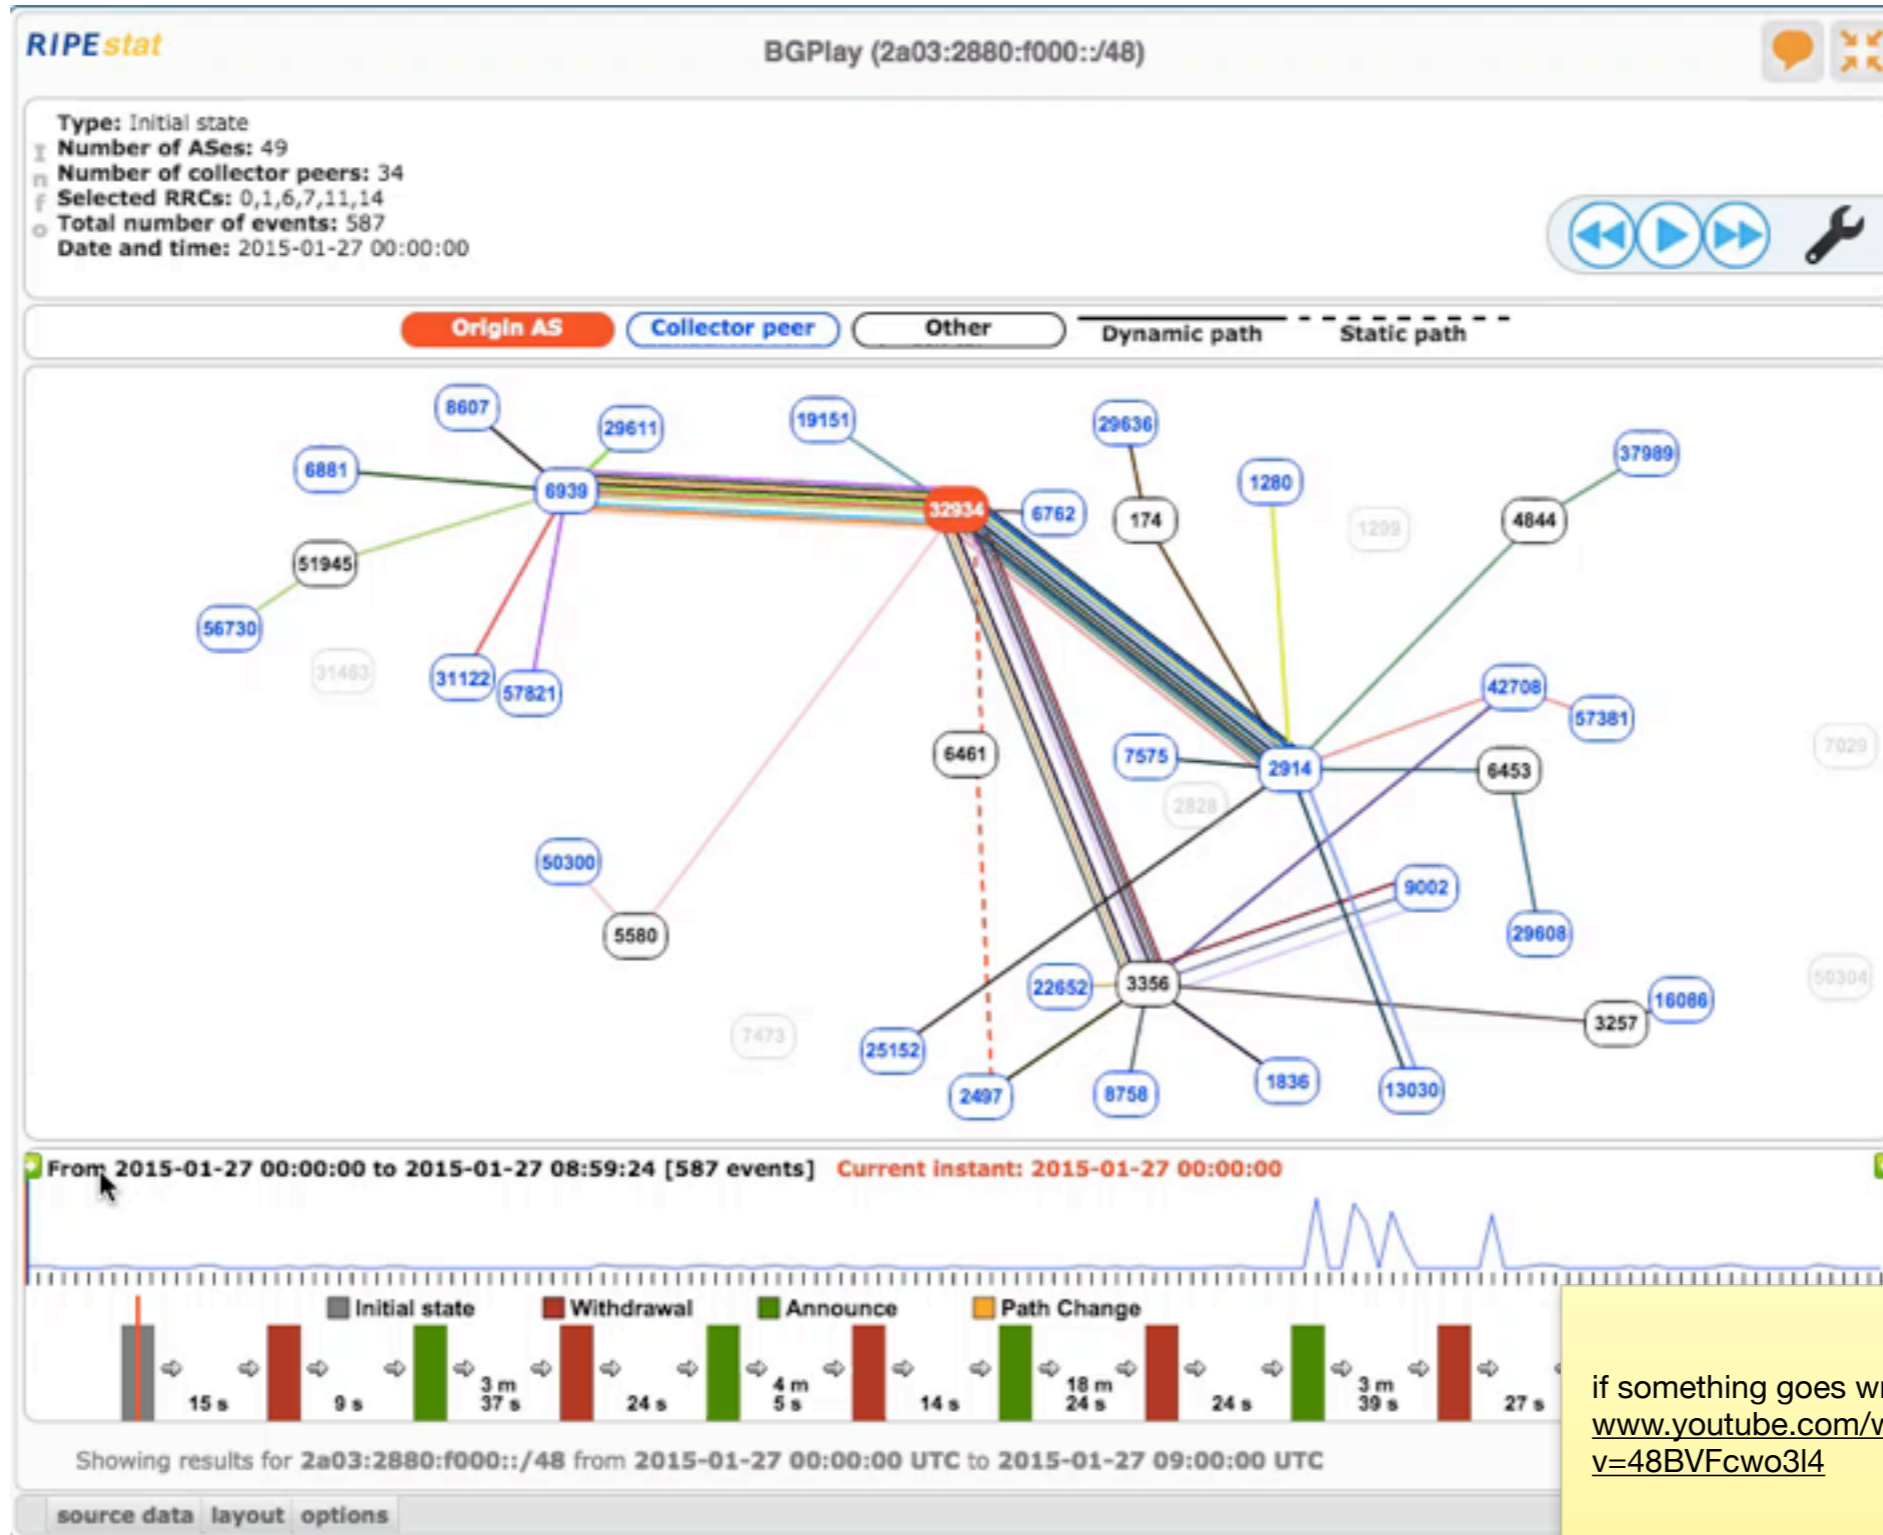 RIPEstat
BGPlay (2a03:2880:f000::/48)
Info
Type: Initial state
Number of ASes: 49
Number of collector peers: 34
Selected RRCs: 0,1,6,7,11,14
Total number of events: 587
Date and time: 2015-01-27 00:00:00
Origin AS
Collector peer
Other
Dynamic path
Static path
8607
29611
19151
29636
37989
6881
6939
1280
32934
6762
174
1299
4844
51945
56730
31463
31122
57821
42708
57381
6461
7575
2914
6453
7029
2828
50300
9002
5580
29608
22652
3356
50304
16086
3257
7473
25152
2497
8758
1836
13030
From 2015-01-27 00:00:00 to 2015-01-27 08:59:24 [587 events] Current instant: 2015-01-27 00:00:00
Initial state
Withdrawal
Announce
Path Change
15 s
9 s
3 m
37 s
24 s
4 m
5 s
14 s
18 m
24 s
24 s
3 m
39 s
27 s
if something goes
www.youtube.com/
v=48BVFcwo3l4
Showing results for 2a03:2880:f000::/48 from 2015-01-27 00:00:00 UTC to 2015-01-27 09:00:00 UTC
source data layout options